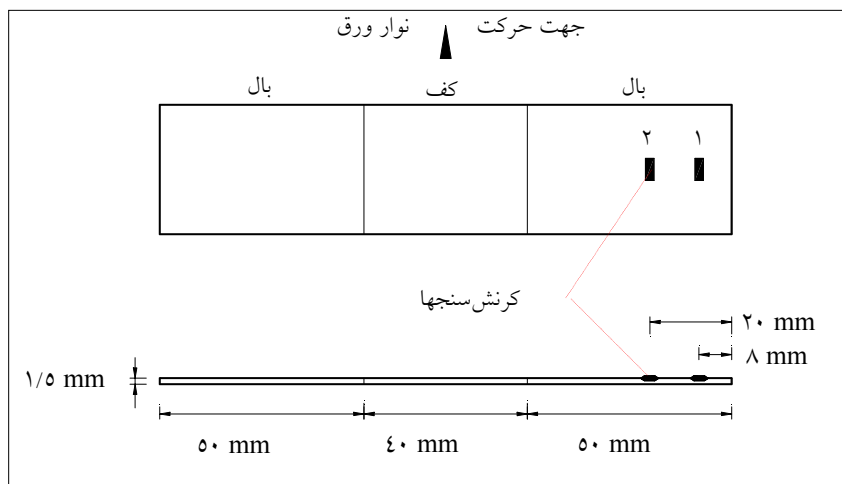 جهت حرکت نوار ورق
بال کف بال
۲ ۱
کرنش‌سنجها
۲۰ mm
۸ mm
۱/۵ mm
۵۰ mm ۴۰ mm ۵۰ mm